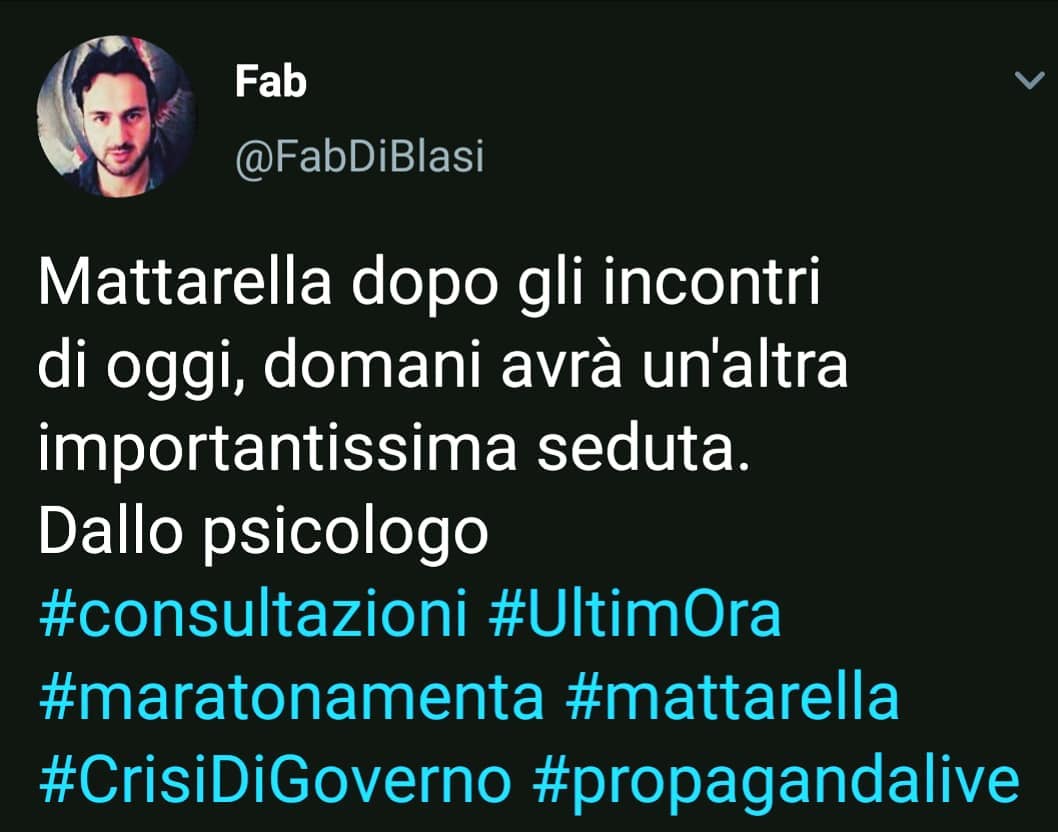 Fab
@FabDiBlasi
Mattarella dopo gli incontri
di oggi, domani avrà un'altra
importantissima seduta.
Dallo psicologo
#consultazioni #UltimOra
#maratonamenta #mattarella
#CrisiDiGoverno #propagandalive